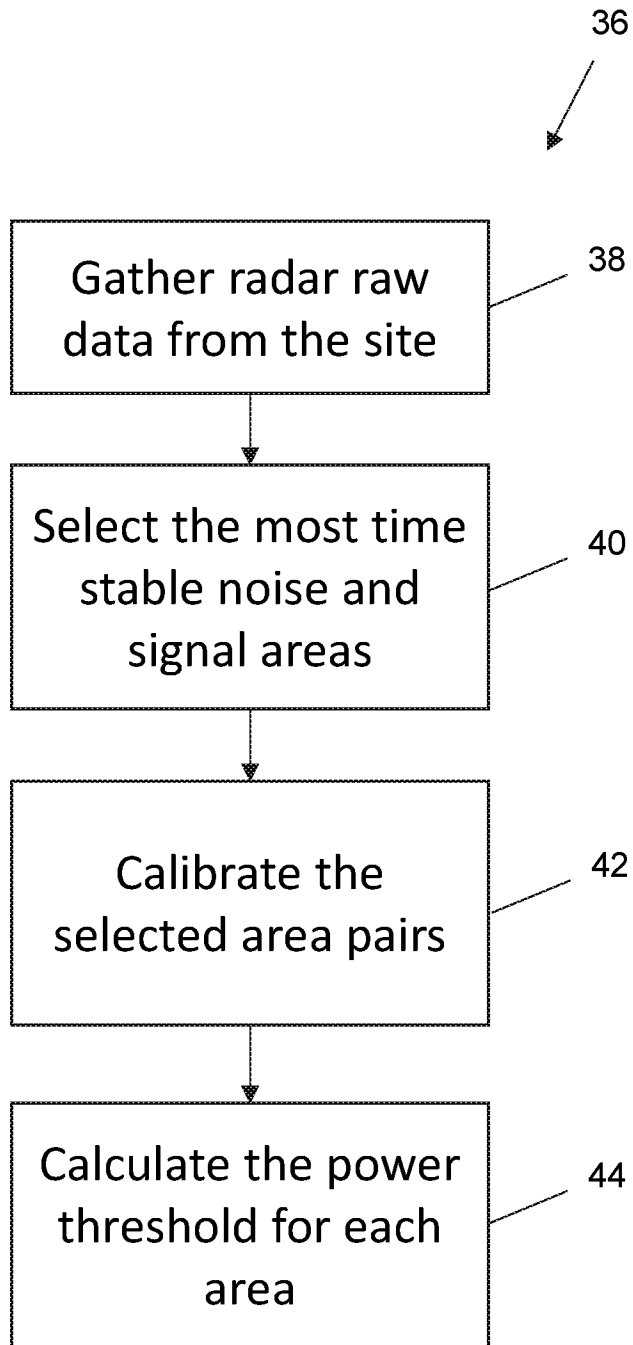 36
Gather radar raw
data from the site
38
Select the most time
stable noise and
signal areas
40
Calibrate the
selected area pairs
42
Calculate the power
threshold for each
area
44